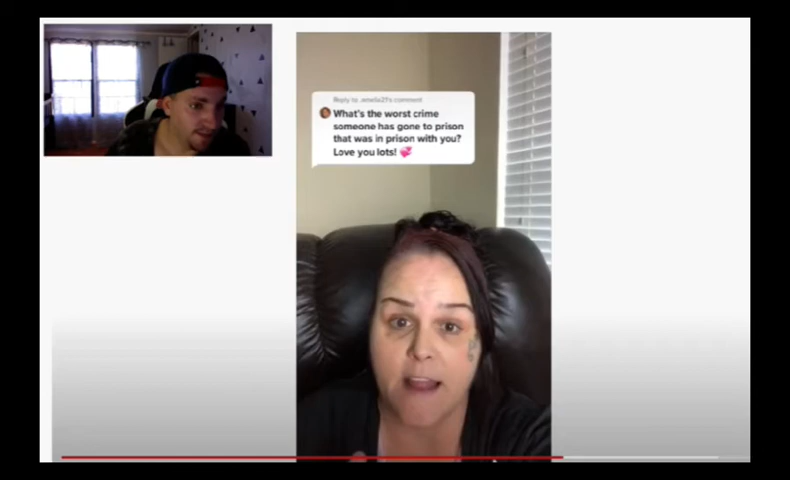 Reply to .amelia21's comment
What's the worst crime
someone has gone to prison
that was in prison with you?
Love you lots! 💞